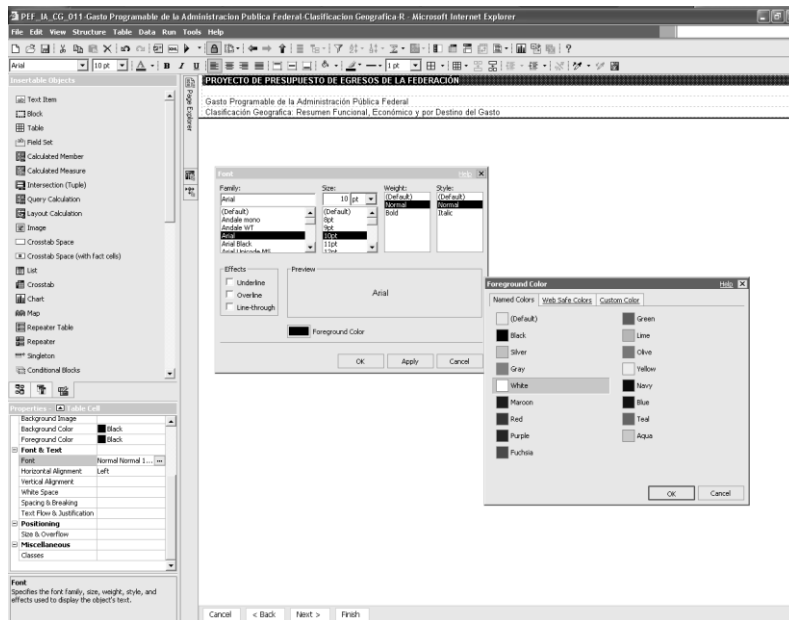 PEF_IA_CG_011-Gasto Programable de la Administracion Publica Federal-Clasificacion Geografica-R - Microsoft Internet Explorer
File Edit View Structure Table Data Run Tools Help
Arial 10 pt A B I U 1 pt
Insertable Objects
Text Item
Block
Table
Field Set
Calculated Member
Calculated Measure
Intersection (Tuple)
Query Calculation
Layout Calculation
Image
Crosstab Space
Crosstab Space (with fact cells)
List
Crosstab
Chart
Map
Repeater Table
Repeater
Singleton
Conditional Blocks
Properties - Table Cell
Background Image
Background Color Black
Foreground Color Black
Font & Text
Font Normal Normal 1... ...
Horizontal Alignment Left
Vertical Alignment
White Space
Spacing & Breaking
Text Flow & Justification
Positioning
Size & Overflow
Miscellaneous
Classes
Font
Specifies the font family, size, weight, style, and
effects used to display the object's text.
Page Explorer
PROYECTO DE PRESUPUESTO DE EGRESOS DE LA FEDERACIÓN
Gasto Programable de la Administración Pública Federal
Clasificación Geografica: Resumen Funcional, Económico y por Destino del Gasto
Font Help X
Family: Size: Weight: Style:
Arial 10 pt
(Default)
Andale mono
Andale WT
Arial
Arial Black
Arial Unicode MS
(Default)
8pt
9pt
10pt
11pt
12pt
(Default)
Normal
Bold
(Default)
Normal
Italic
Effects
Underline
Overline
Line-through
Preview
Arial
Foreground Color
OK Apply Cancel
Foreground Color Help X
Named Colors Web Safe Colors Custom Color
(Default) Green
Black Lime
Silver Olive
Gray Yellow
White Navy
Maroon Blue
Red Teal
Purple Aqua
Fuchsia
OK Cancel
Cancel < Back Next > Finish